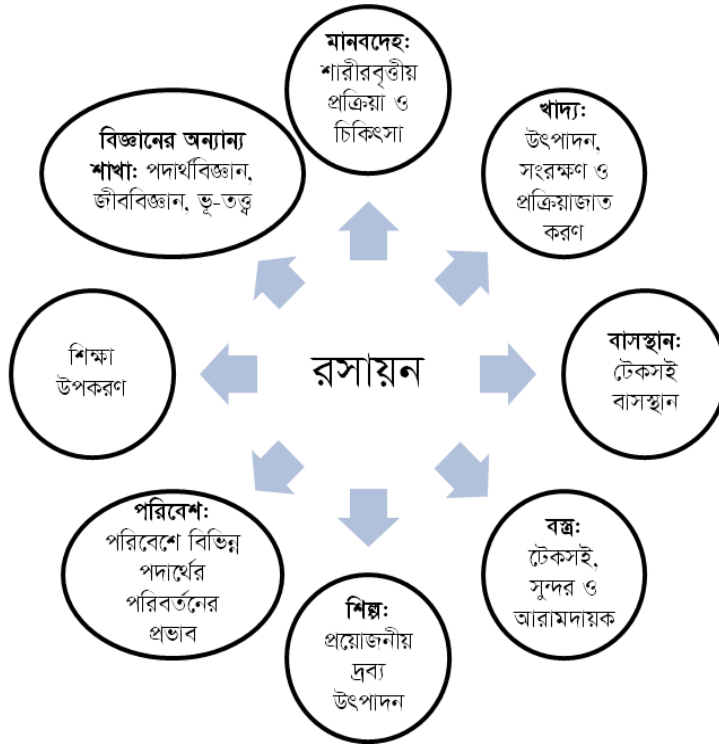 মানবদেহ:
শারীরবৃত্তীয়
প্রক্রিয়া ও
চিকিৎসা
খাদ্য:
উৎপাদন,
সংরক্ষণ ও
প্রক্রিয়াজাত
করণ
বাসস্থান:
টেকসই
বাসস্থান
বস্ত্র:
টেকসই,
সুন্দর ও
আরামদায়ক
শিল্প:
প্রয়োজনীয়
দ্রব্য
উৎপাদন
পরিবেশ:
পরিবেশে বিভিন্ন
পদার্থের
পরিবর্তনের
প্রভাব
শিক্ষা
উপকরণ
বিজ্ঞানের অন্যান্য
শাখা: পদার্থবিজ্ঞান,
জীববিজ্ঞান, ভূ-তত্ত্ব
রসায়ন